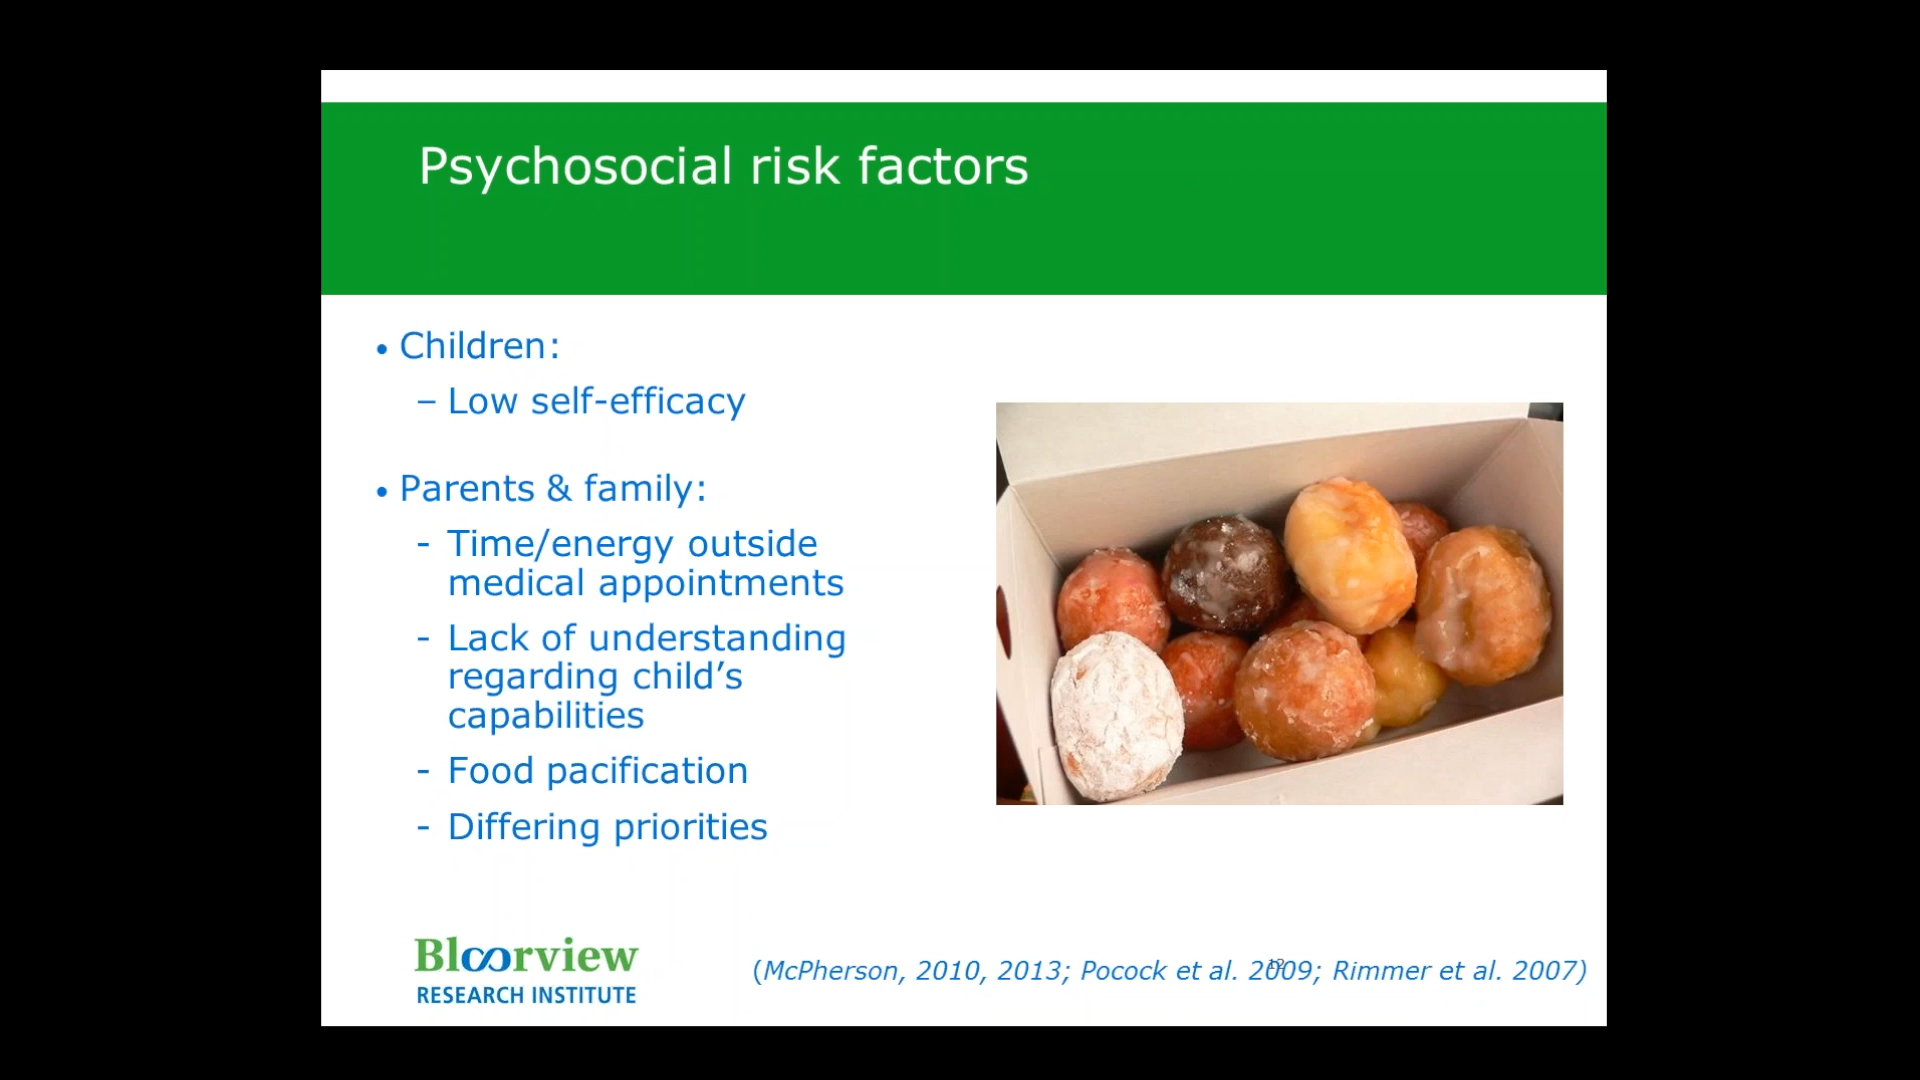 Psychosocial risk factors
• Children:
– Low self-efficacy
• Parents & family:
- Time/energy outside
medical appointments
- Lack of understanding
regarding child’s
capabilities
- Food pacification
- Differing priorities
Bloorview
RESEARCH INSTITUTE
(McPherson, 2010, 2013; Pocock et al. 2009; Rimmer et al. 2007)
12